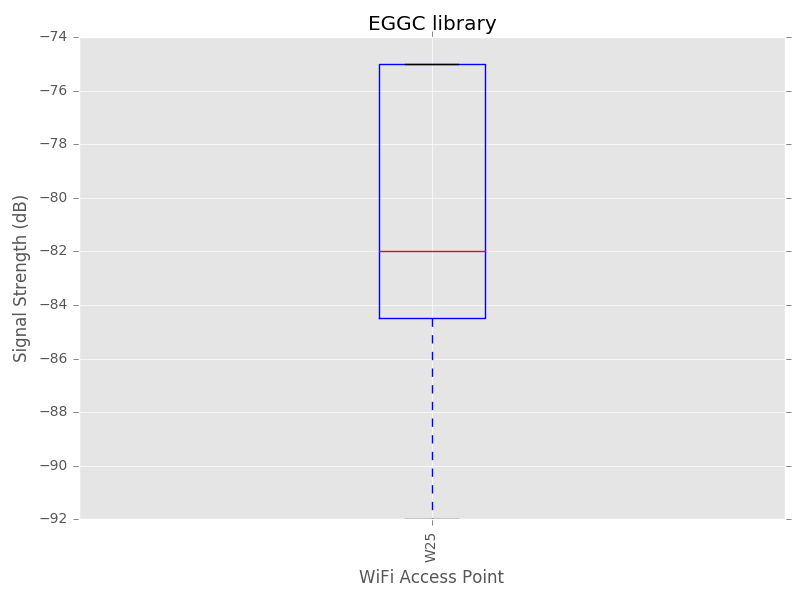 EGGC library
−74
−76
−78
−80
−82
−84
−86
−88
−90
−92
Signal Strength (dB)
W25
WiFi Access Point